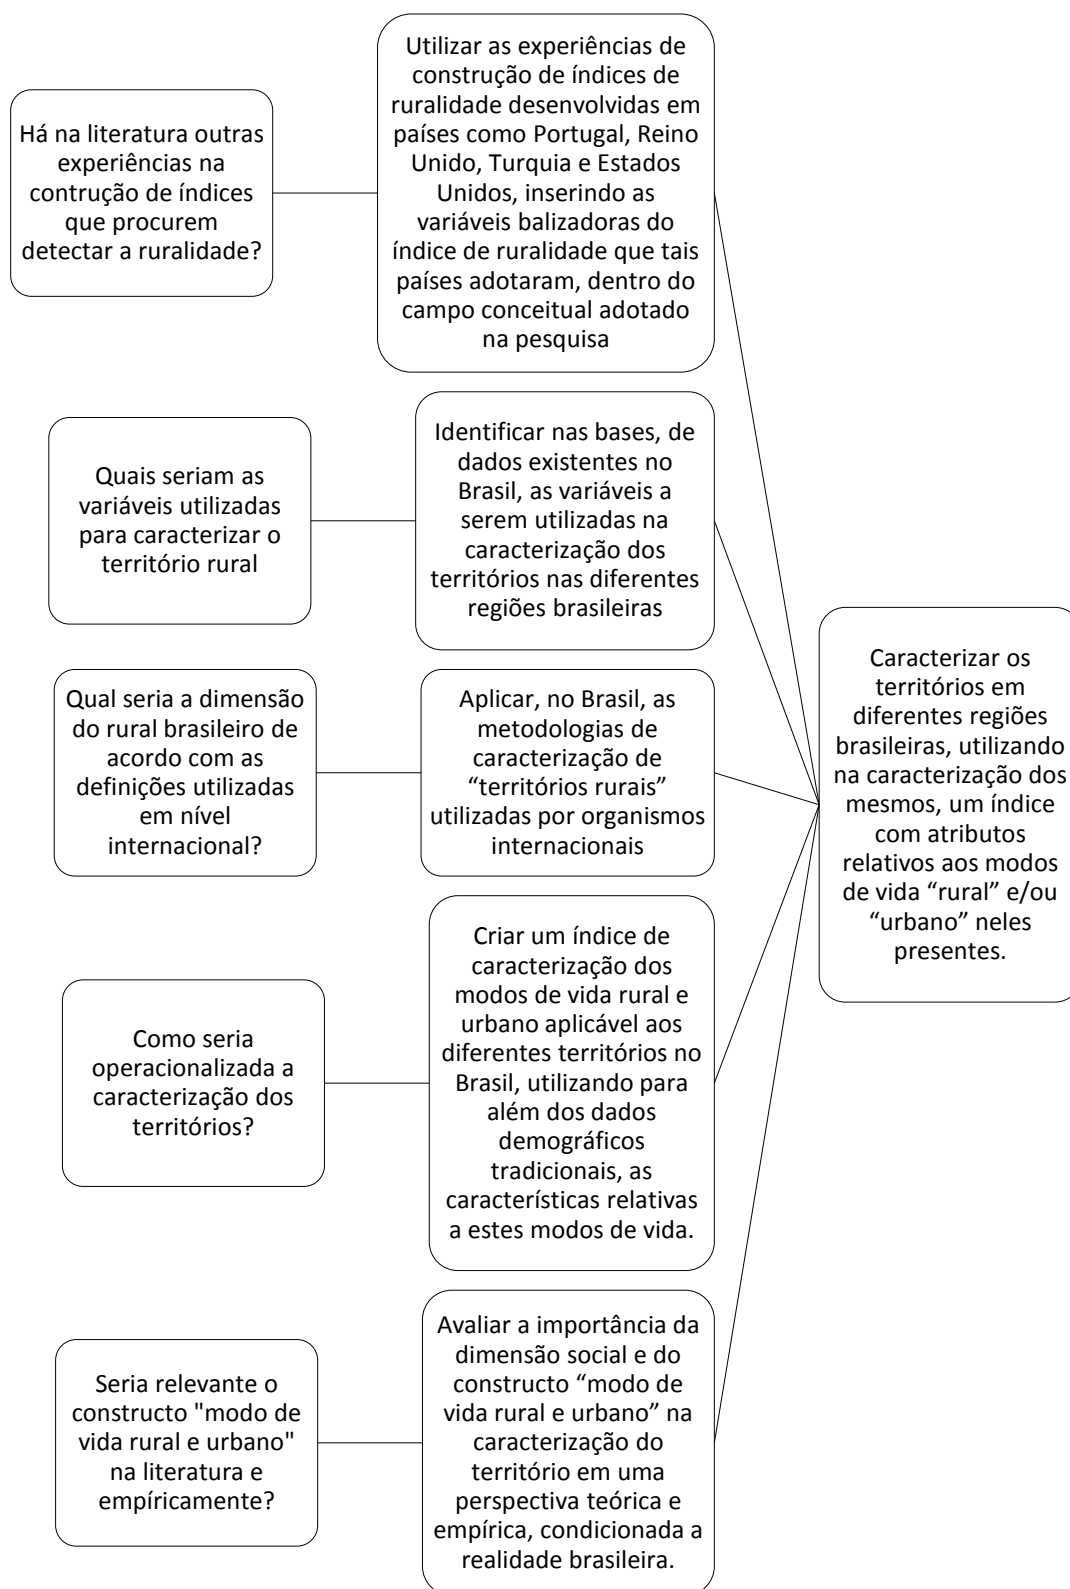 Há na literatura outras
experiências na
contrução de índices
que procurem
detectar a ruralidade?
Utilizar as experiências de
construção de índices de
ruralidade desenvolvidas em
países como Portugal, Reino
Unido, Turquia e Estados
Unidos, inserindo as
variáveis balizadoras do
índice de ruralidade que tais
países adotaram, dentro do
campo conceitual adotado
na pesquisa
Quais seriam as
variáveis utilizadas
para caracterizar o
território rural
Identificar nas bases, de
dados existentes no
Brasil, as variáveis a
serem utilizadas na
caracterização dos
territórios nas diferentes
regiões brasileiras
Qual seria a dimensão
do rural brasileiro de
acordo com as
definições utilizadas
em nível
internacional?
Aplicar, no Brasil, as
metodologias de
caracterização de
“territórios rurais”
utilizadas por organismos
internacionais
Como seria
operacionalizada a
caracterização dos
territórios?
Criar um índice de
caracterização dos
modos de vida rural e
urbano aplicável aos
diferentes territórios no
Brasil, utilizando para
além dos dados
demográficos
tradicionais, as
características relativas
a estes modos de vida.
Seria relevante o
constructo "modo de
vida rural e urbano"
na literatura e
empíricamente?
Avaliar a importância da
dimensão social e do
constructo “modo de
vida rural e urbano” na
caracterização do
território em uma
perspectiva teórica e
empírica, condicionada a
realidade brasileira.
Caracterizar os
territórios em
diferentes regiões
brasileiras, utilizando
na caracterização dos
mesmos, um índice
com atributos
relativos aos modos
de vida “rural” e/ou
“urbano” neles
presentes.